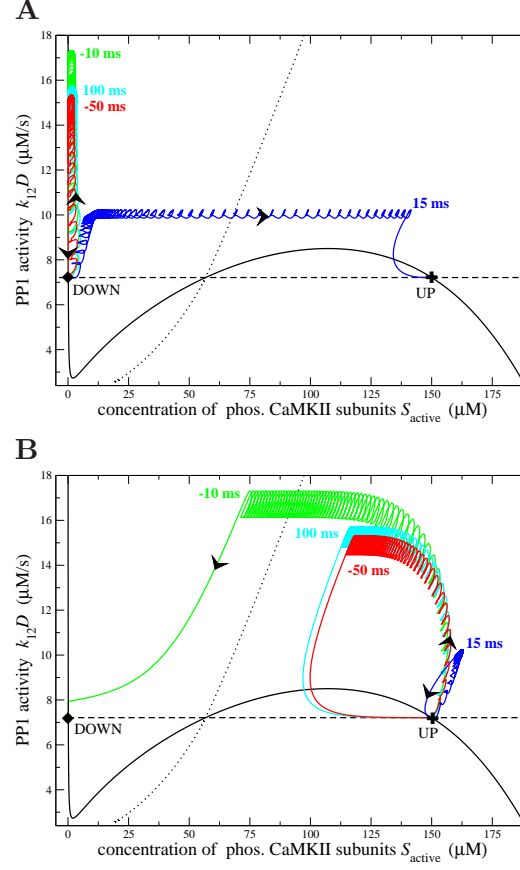 A
18
16
14
12
10
8
6
4
PP1 activity k12D (μM/s)
-10 ms
100 ms
-50 ms
15 ms
DOWN
UP
0 25 50 75 100 125 150 175
concentration of phos. CaMKII subunits Sactive (μM)
B
18
16
14
12
10
8
6
4
PP1 activity k12D (μM/s)
-10 ms
100 ms
-50 ms
15 ms
DOWN
UP
0 25 50 75 100 125 150 175
concentration of phos. CaMKII subunits Sactive (μM)